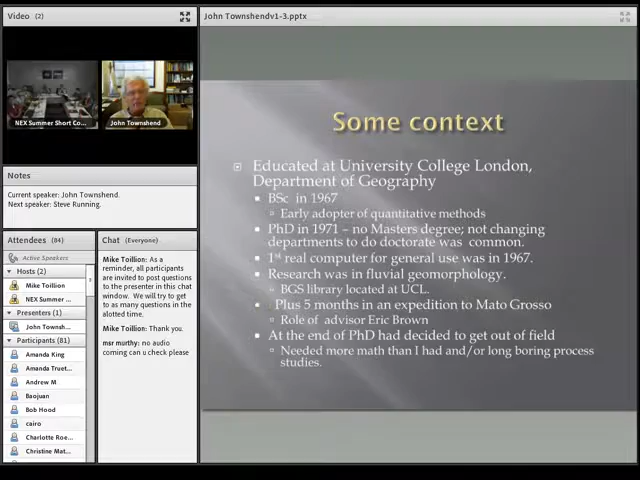 Video (2)
NEX Summer Short Co...
John Townshend
Notes
Current speaker: John Townshend.
Next speaker: Steve Running.
Attendees (84)
Active Speakers
Hosts (2)
Mike Toillion
NEX Summer ...
Presenters (1)
John Townsh...
Participants (81)
Amanda King
Amanda Truet...
Andrew M
Baojuan
Bob Hood
cairo
Charlotte Roe...
Christine Mat...
Chat (Everyone)
Mike Toillion: As a
reminder, all participants
are invited to post questions
to the presenter in this chat
window. We will try to get
to as many questions in the
alotted time.
Mike Toillion: Thank you.
msr murthy: no audio
coming can u check please
John Townshendv1-3.pptx
Some context
Educated at University College London,
Department of Geography
BSc in 1967
Early adopter of quantitative methods
PhD in 1971 – no Masters degree; not changing
departments to do doctorate was common.
1st real computer for general use was in 1967.
Research was in fluvial geomorphology.
BGS library located at UCL.
Plus 5 months in an expedition to Mato Grosso
Role of advisor Eric Brown
At the end of PhD had decided to get out of field
Needed more math than I had and/or long boring process
studies.